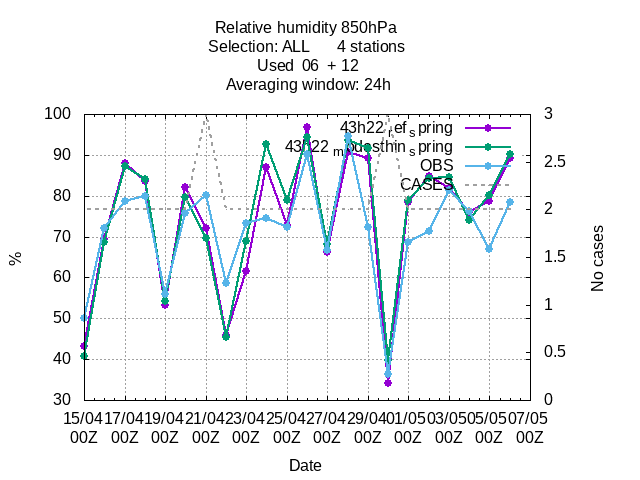 Relative humidity 850hPa
Selection: ALL 4 stations
Used 06 + 12
Averaging window: 24h
100
90
80
70
60
50
40
30
%
3
2.5
2
1.5
1
0.5
0
No cases
43h22_ref_spring
43h22_modesthin_spring
OBS
CASES
15/04 17/04 19/04 21/04 23/04 25/04 27/04 29/04 01/05 03/05 05/05 07/05
00Z 00Z 00Z 00Z 00Z 00Z 00Z 00Z 00Z 00Z 00Z 00Z
Date